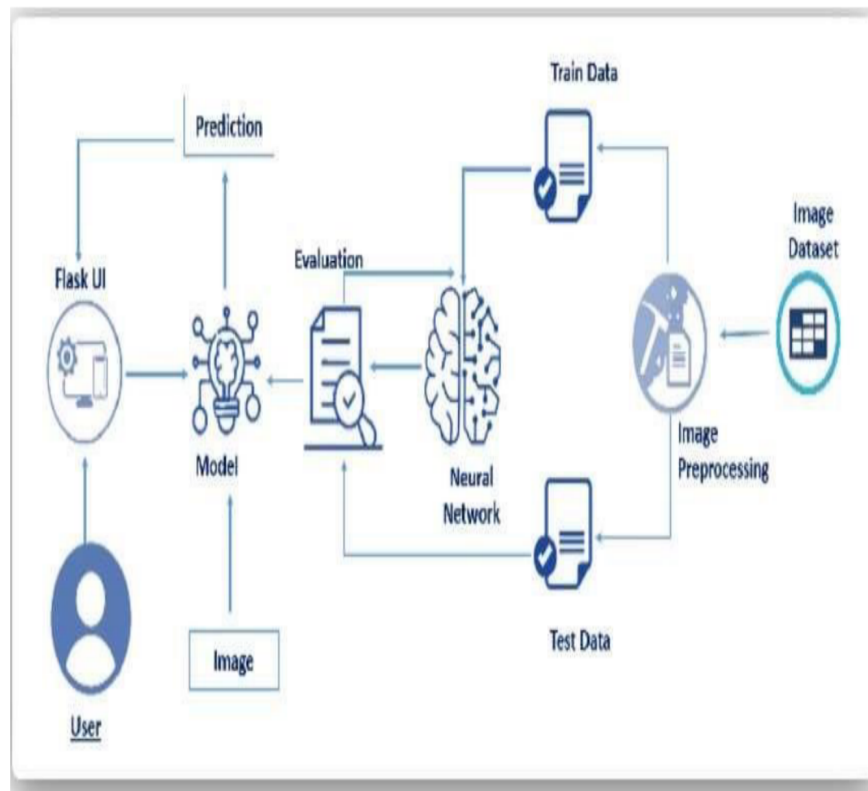 Train Data
Prediction
Image
Dataset
Evaluation
Flask UI
Image
Preprocessing
Model
Neural
Network
Image
Test Data
User